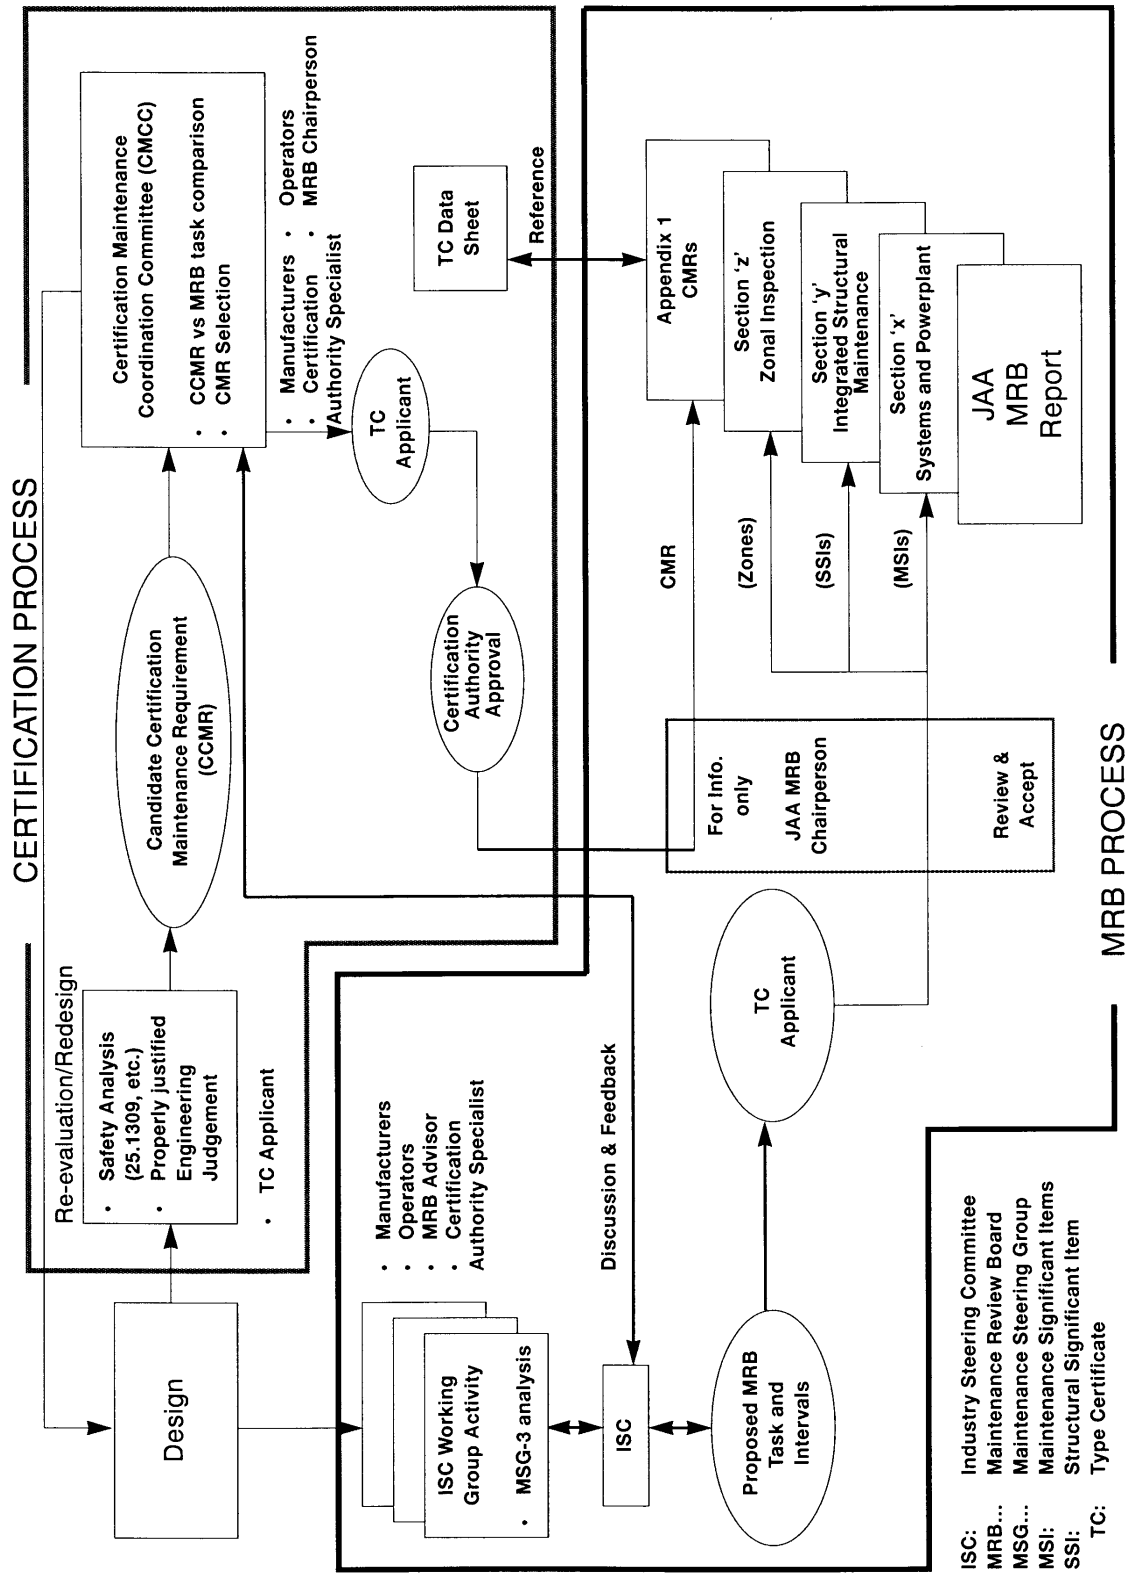 CERTIFICATION PROCESS
Re-evaluation/Redesign
Design
• Safety Analysis
(25.1309, etc.)
• Properly justified
Engineering
Judgement
• TC Applicant
Candidate Certification
Maintenance Requirement
(CCMR)
Certification Maintenance
Coordination Committee (CMCC)
• CCMR vs MRB task comparison
• CMR Selection
• Manufacturers • Operators
• Certification • MRB Chairperson
Authority Specialist
TC
Applicant
Certification
Authority
Approval
TC Data
Sheet
Reference
ISC Working
Group Activity
• MSG-3 analysis
• Manufacturers
• Operators
• MRB Advisor
• Certification
Authority Specialist
ISC
Discussion & Feedback
Proposed MRB
Task and
Intervals
TC
Applicant
For Info.
only
JAA MRB
Chairperson
Review &
Accept
CMR
(Zones)
(SSIs)
(MSIs)
Appendix 1
CMRs
Section ‘z’
Zonal Inspection
Section ‘y’
Integrated Structural
Maintenance
Section ‘x’
Systems and Powerplant
JAA
MRB
Report
ISC: Industry Steering Committee
MRB... Maintenance Review Board
MSG... Maintenance Steering Group
MSI: Maintenance Significant Items
SSI: Structural Significant Item
TC: Type Certificate
MRB PROCESS